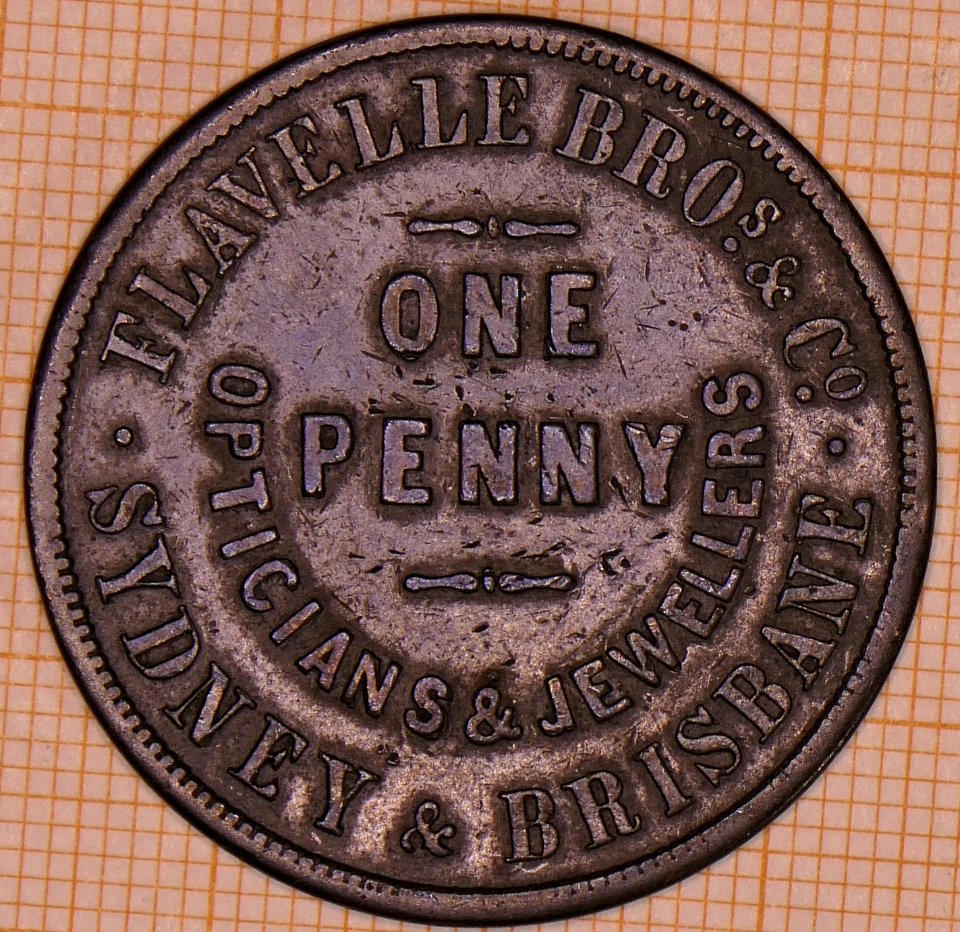 FLAVELLE BROS. & Co.
ONE
PENNY
OPTICIANS & JEWELLERS
· SYDNEY & BRISBANE ·